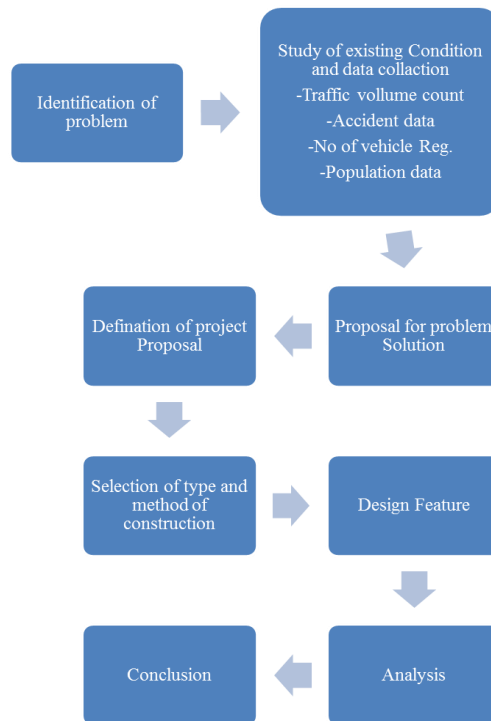 Identification of
problem
Study of existing Condition
and data collaction
-Traffic vollume count
-Accident data
-No of vehicle Reg.
-Population data
Proposal for problem
Solution
Defination of project
Proposal
Selection of type and
method of
construction
Design Feature
Analysis
Conclusion